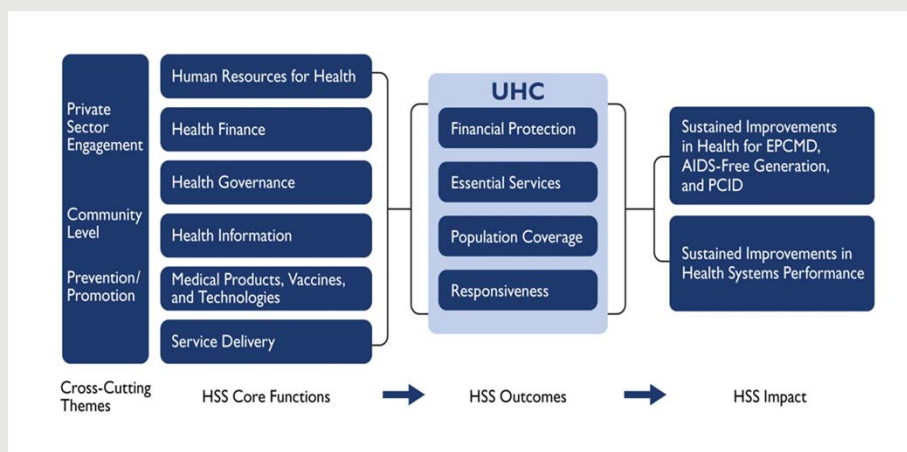 Private
Sector
Engagement
Community
Level
Prevention/
Promotion
Human Resources for Health
Health Finance
Health Governance
Health Information
Medical Products, Vaccines,
and Technologies
Service Delivery
UHC
Financial Protection
Essential Services
Population Coverage
Responsiveness
Sustained Improvements
in Health for EPCMD,
AIDS-Free Generation,
and PCID
Sustained Improvements in
Health Systems Performance
Cross-Cutting
Themes
HSS Core Functions
HSS Outcomes
HSS Impact